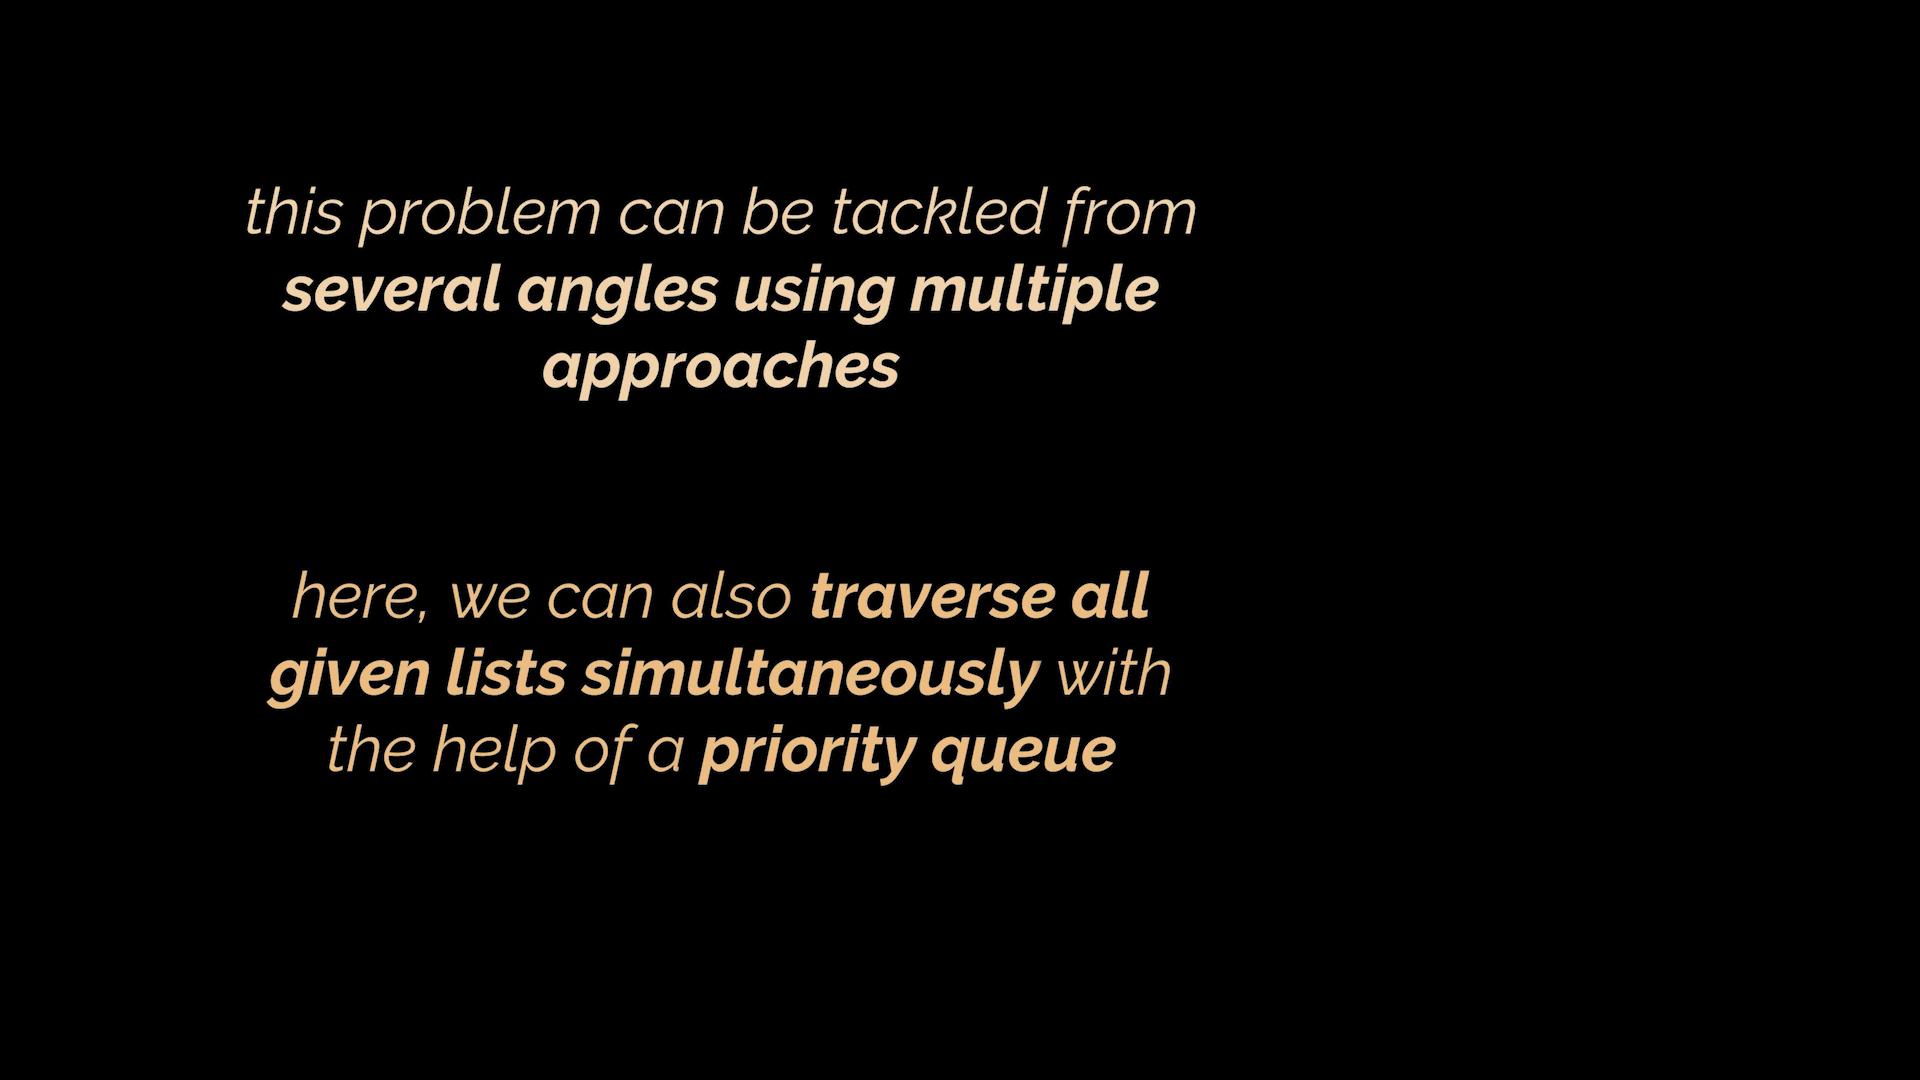 this problem can be tackled from
several angles using multiple
approaches
here, we can also traverse all
given lists simultaneously with
the help of a priority queue